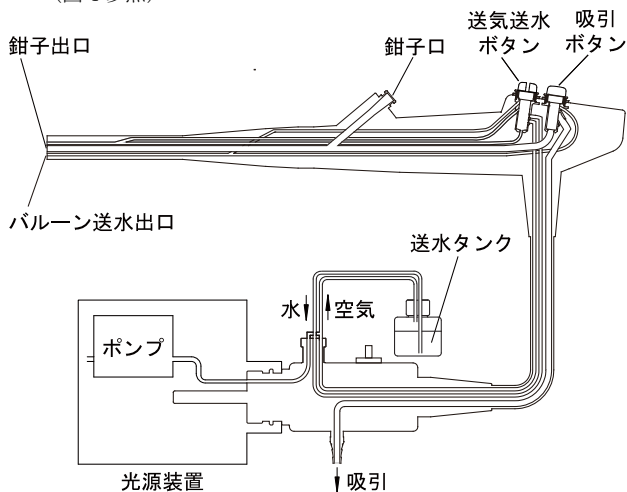 鉗子出口
鉗子口
送気送水
ボタン
吸引
ボタン
バルーン送水出口
送水タンク
水
空気
ポンプ
光源装置
吸引